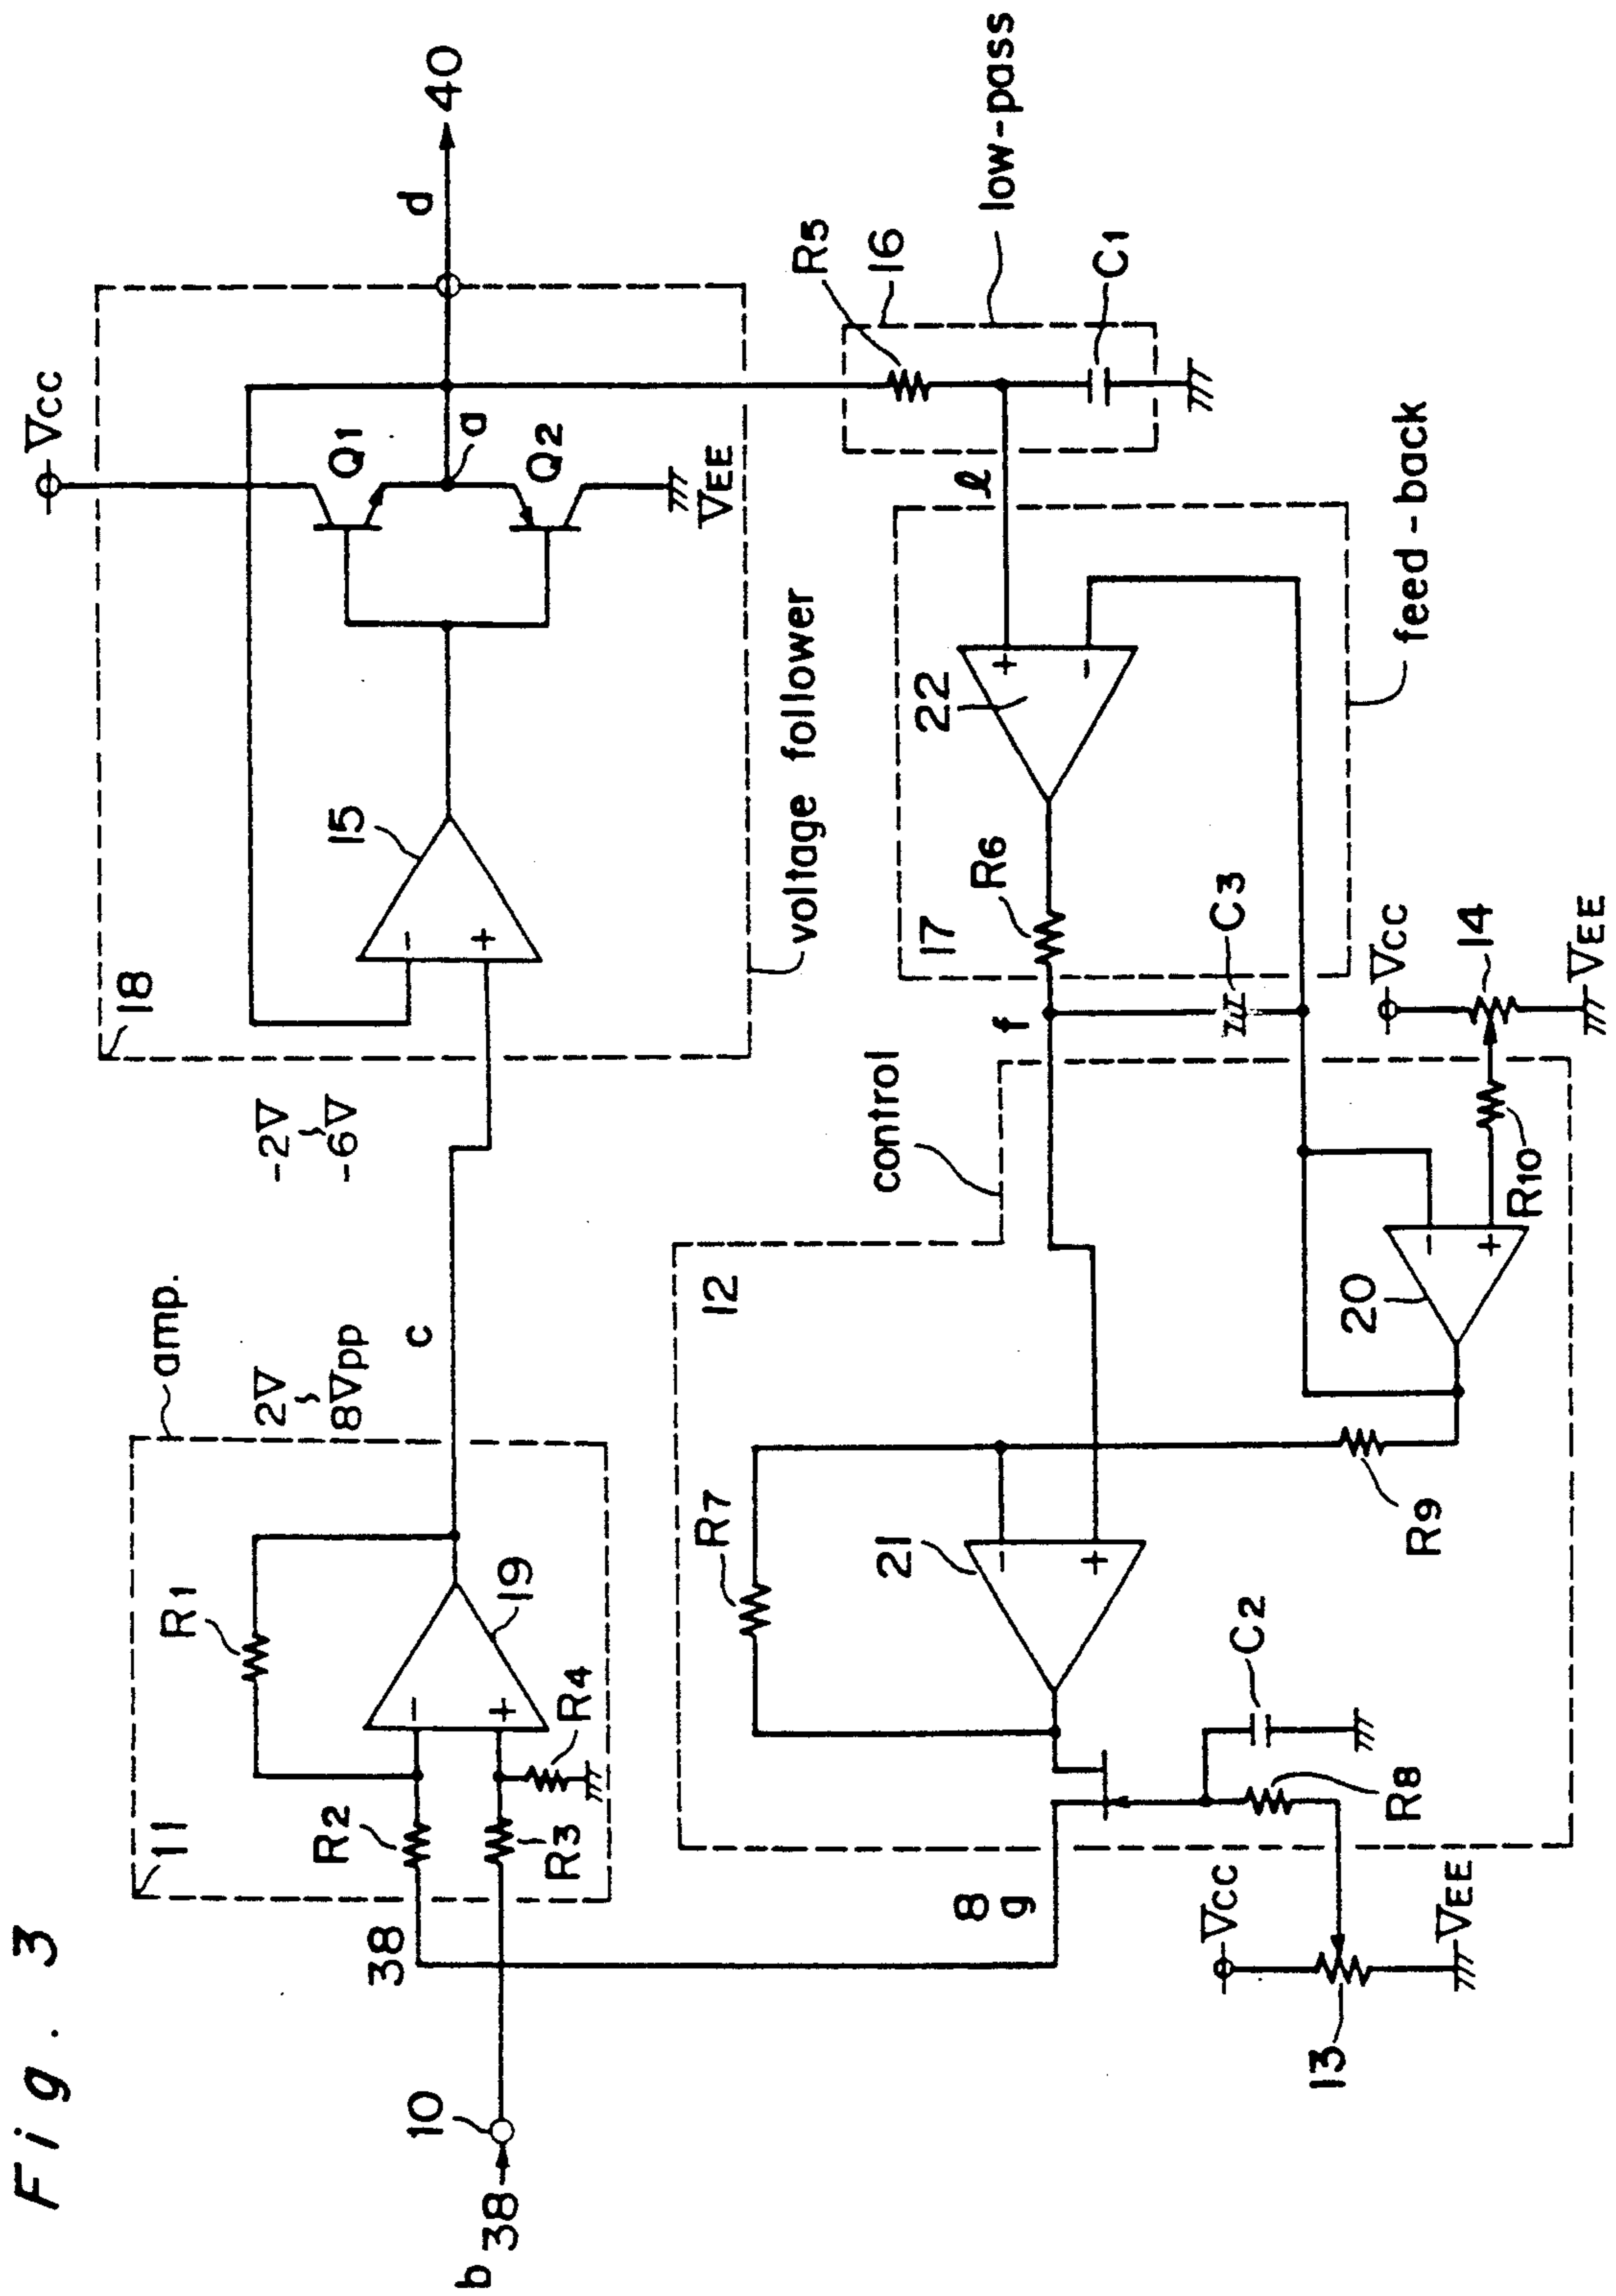 Fig. 3
b 38
10
38
11
R2
R3
R4
R1
19
amp.
2V
~
8Vpp
c
-2V
~
-6V
18
15
voltage follower
VCC
Q1
Q2
a
VEE
d
40
R5
16
low-pass
C1
ℓ
22
17
R6
feed-back
C3
f
control
12
VCC
14
VEE
R10
20
R9
R7
21
C2
R8
8
g
VCC
13
VEE
-
+
-
+
+
-
-
+
-
+